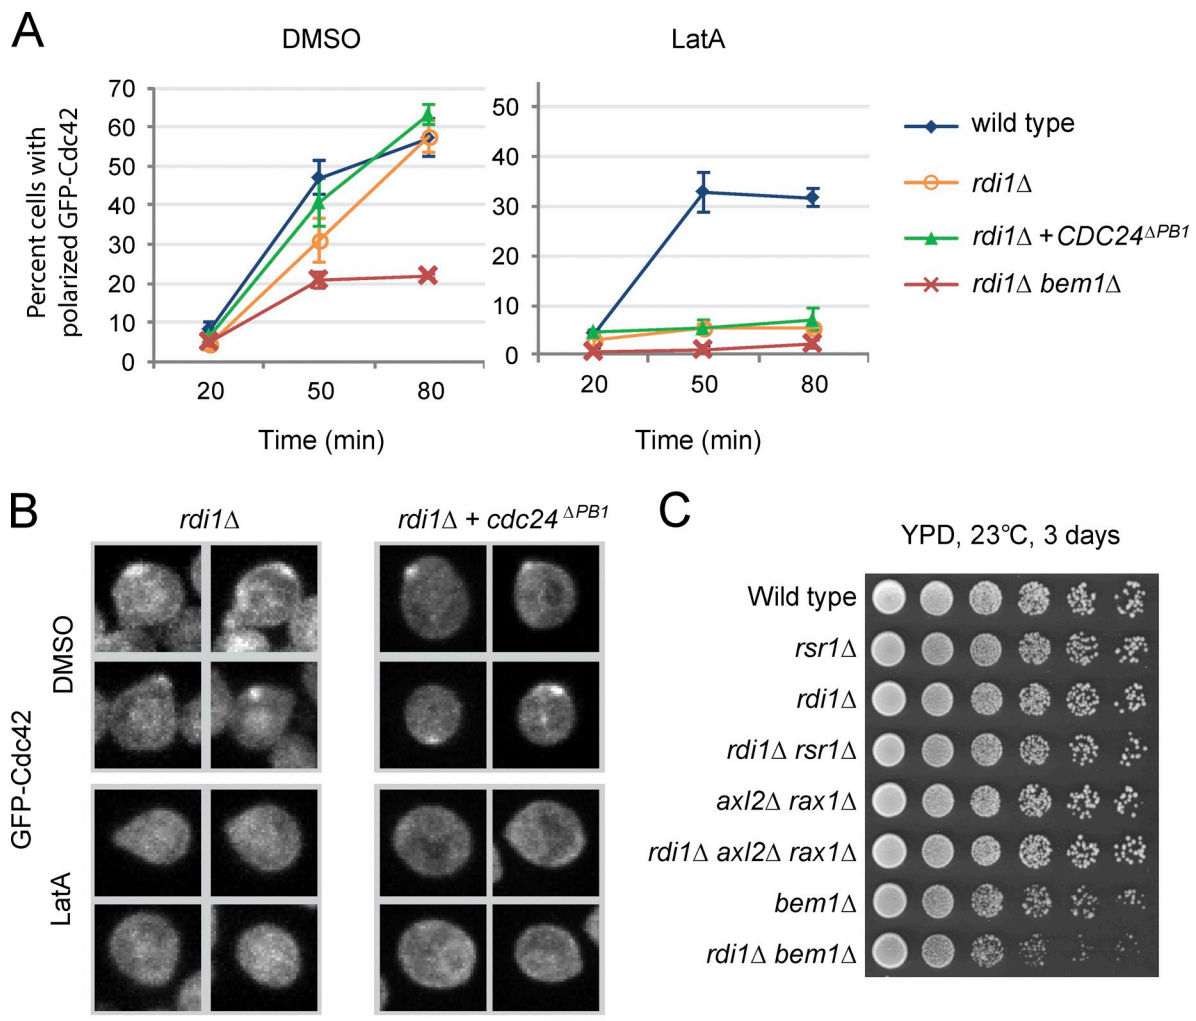 A
DMSO
LatA
Percent cells with
polarized GFP-Cdc42
70
60
50
40
30
20
10
0
20
50
80
Time (min)
50
40
30
20
10
0
20
50
80
Time (min)
wild type
rdi1Δ
rdi1Δ + CDC24ΔPB1
rdi1Δ bem1Δ
B
rdi1Δ
rdi1Δ + cdc24 ΔPB1
GFP-Cdc42
DMSO
LatA
C
YPD, 23°C, 3 days
Wild type
rsr1Δ
rdi1Δ
rdi1Δ rsr1Δ
axl2Δ rax1Δ
rdi1Δ axl2Δ rax1Δ
bem1Δ
rdi1Δ bem1Δ